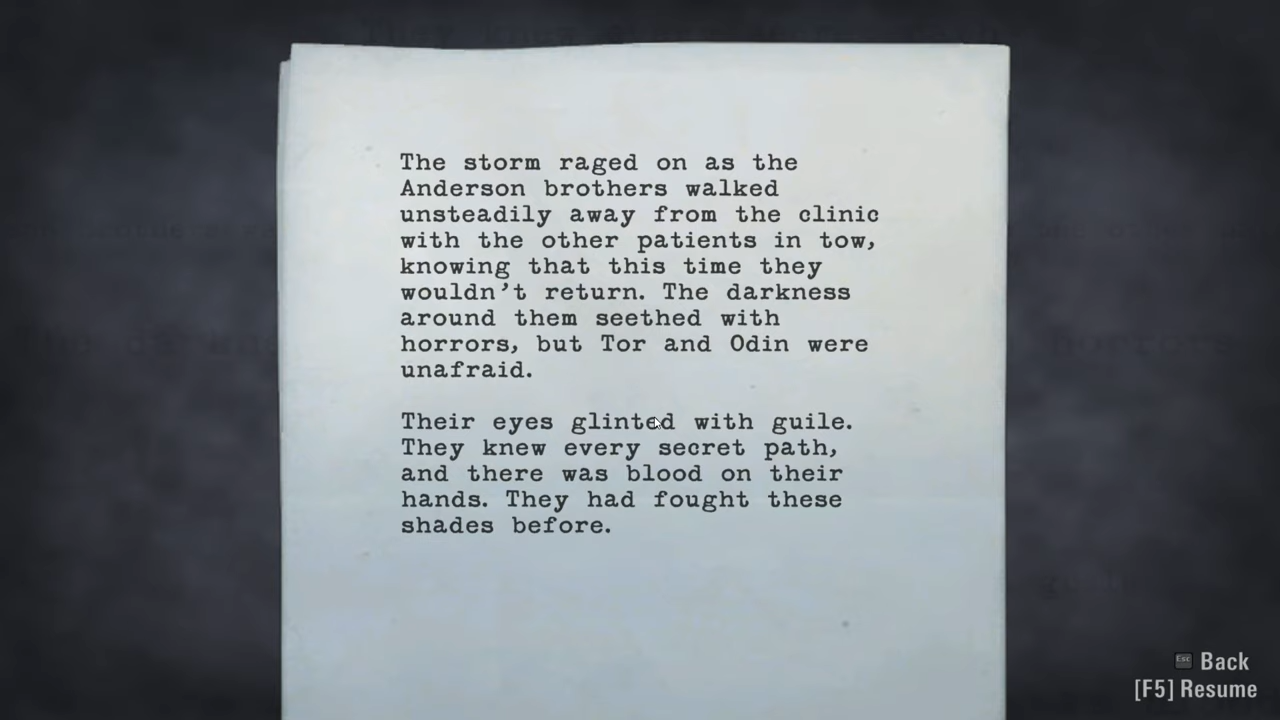 The storm raged on as the
Anderson brothers walked
unsteadily away from the clinic
with the other patients in tow,
knowing that this time they
wouldn't return. The darkness
around them seethed with
horrors, but Tor and Odin were
unafraid.
Their eyes glinted with guile.
They knew every secret path,
and there was blood on their
hands. They had fought these
shades before.
Esc Back
[F5] Resume